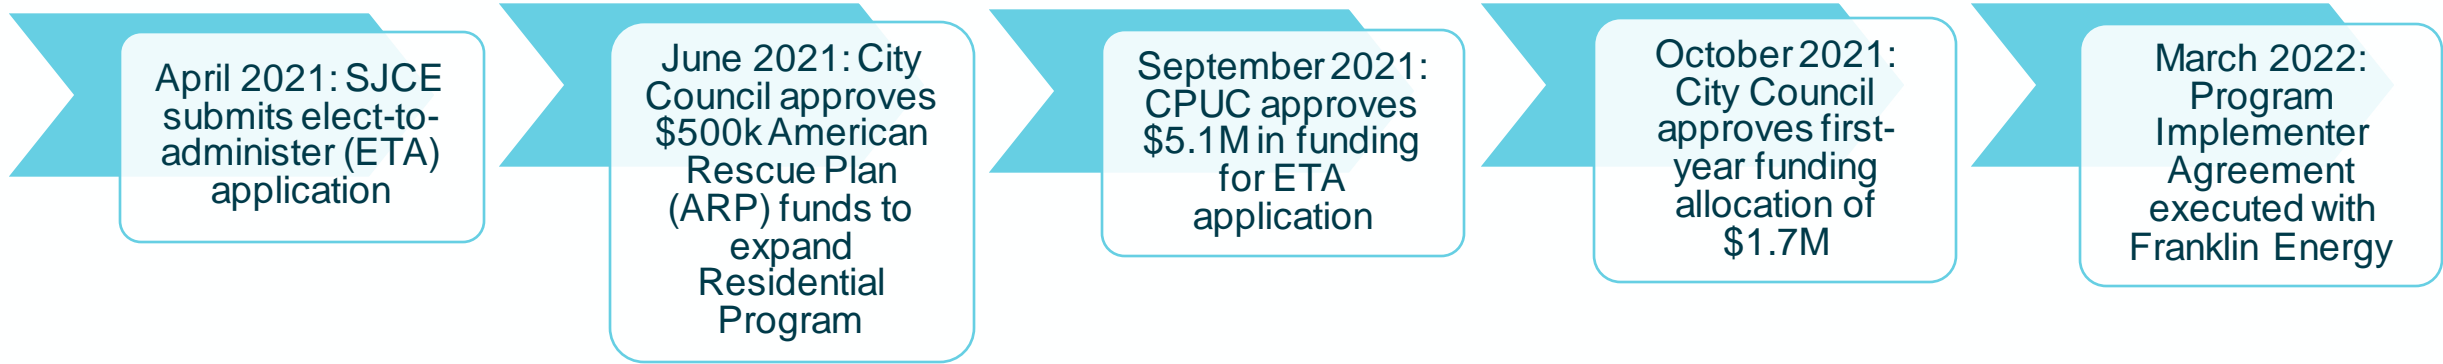 April 2021: SJCE
submits elect-to-
administer (ETA)
application
June 2021: City
Council approves
$500k American
Rescue Plan
(ARP) funds to
expand
Residential
Program
September 2021:
CPUC approves
$5.1M in funding
for ETA
application
October 2021:
City Council
approves first-
year funding
allocation of
$1.7M
March 2022:
Program
Implementer
Agreement
executed with
Franklin Energy